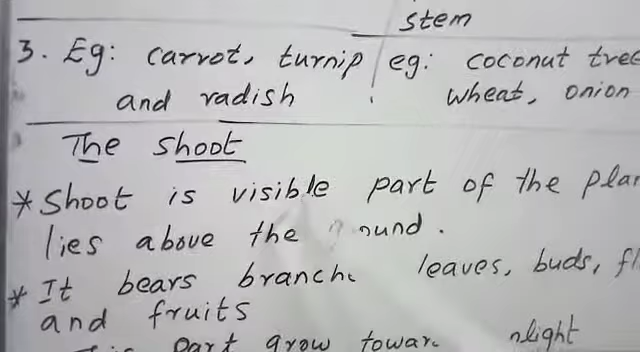 stem
3. Eg: carrot, turnip eg: coconut tree
and radish wheat, onion
The shoot
* Shoot is visible part of the
lies above the
* It bears leaves, buds,
and fruits
part grow